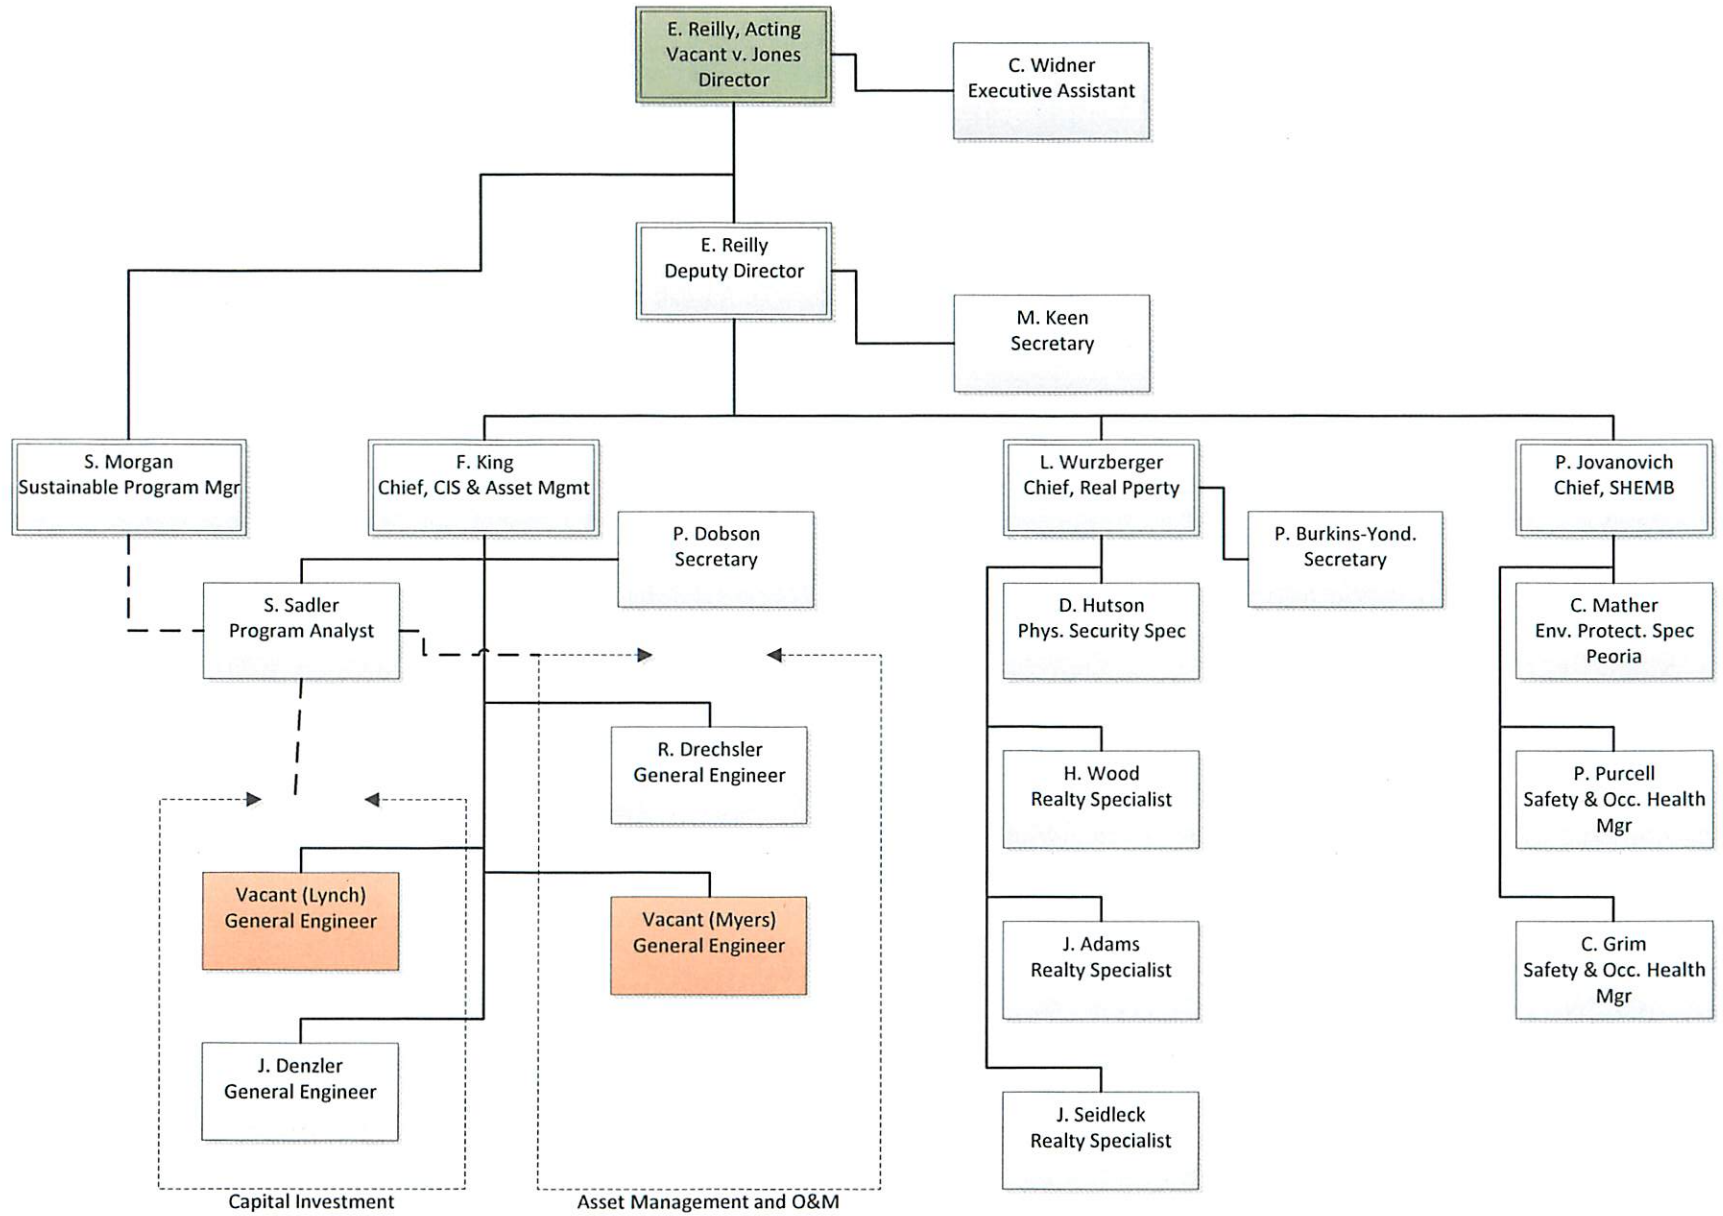 E. Reilly, Acting
Vacant v. Jones
Director
C. Widner
Executive Assistant
E. Reilly
Deputy Director
M. Keen
Secretary
S. Morgan
Sustainable Program Mgr
F. King
Chief, CIS & Asset Mgmt
L. Wurzberger
Chief, Real Pperty
P. Jovanovich
Chief, SHEMB
P. Dobson
Secretary
P. Burkins-Yond.
Secretary
S. Sadler
Program Analyst
D. Hutson
Phys. Security Spec
C. Mather
Env. Protect. Spec
Peoria
R. Drechsler
General Engineer
H. Wood
Realty Specialist
P. Purcell
Safety & Occ. Health
Mgr
Vacant (Lynch)
General Engineer
Vacant (Myers)
General Engineer
J. Adams
Realty Specialist
C. Grim
Safety & Occ. Health
Mgr
J. Denzler
General Engineer
J. Seidleck
Realty Specialist
Capital Investment
Asset Management and O&M